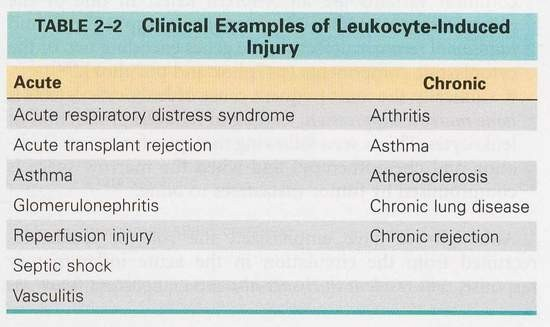 TABLE 2–2 Clinical Examples of Leukocyte-Induced
Injury
Acute Chronic
Acute respiratory distress syndrome Arthritis
Acute transplant rejection Asthma
Asthma Atherosclerosis
Glomerulonephritis Chronic lung disease
Reperfusion injury Chronic rejection
Septic shock
Vasculitis